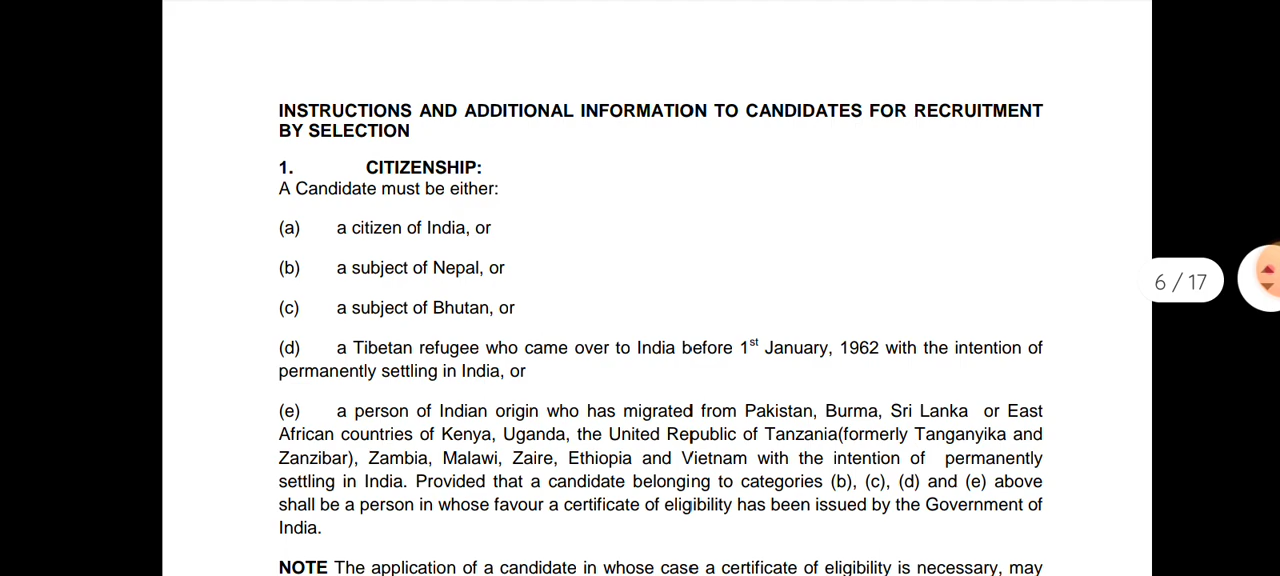 INSTRUCTIONS AND ADDITIONAL INFORMATION TO CANDIDATES FOR RECRUITMENT
BY SELECTION
1. CITIZENSHIP:
A Candidate must be either:
(a) a citizen of India, or
(b) a subject of Nepal, or
(c) a subject of Bhutan, or
(d) a Tibetan refugee who came over to India before 1st January, 1962 with the intention of
permanently settling in India, or
(e) a person of Indian origin who has migrated from Pakistan, Burma, Sri Lanka or East
African countries of Kenya, Uganda, the United Republic of Tanzania(formerly Tanganyika and
Zanzibar), Zambia, Malawi, Zaire, Ethiopia and Vietnam with the intention of permanently
settling in India. Provided that a candidate belonging to categories (b), (c), (d) and (e) above
shall be a person in whose favour a certificate of eligibility has been issued by the Government of
India.
NOTE The application of a candidate in whose case a certificate of eligibility is necessary, may
6 / 17